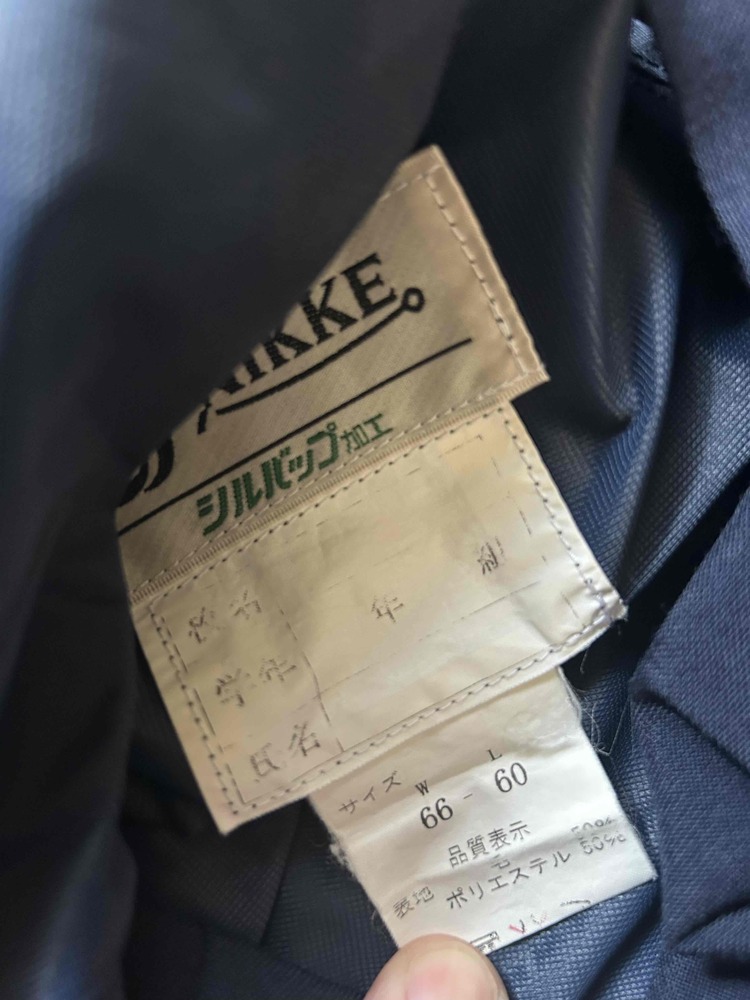 NIKKE
シルバップ加工
校名
学年 年 組
氏名
サイズ W L
66 - 60
品質表示
毛 50%
表地 ポリエステル 50%